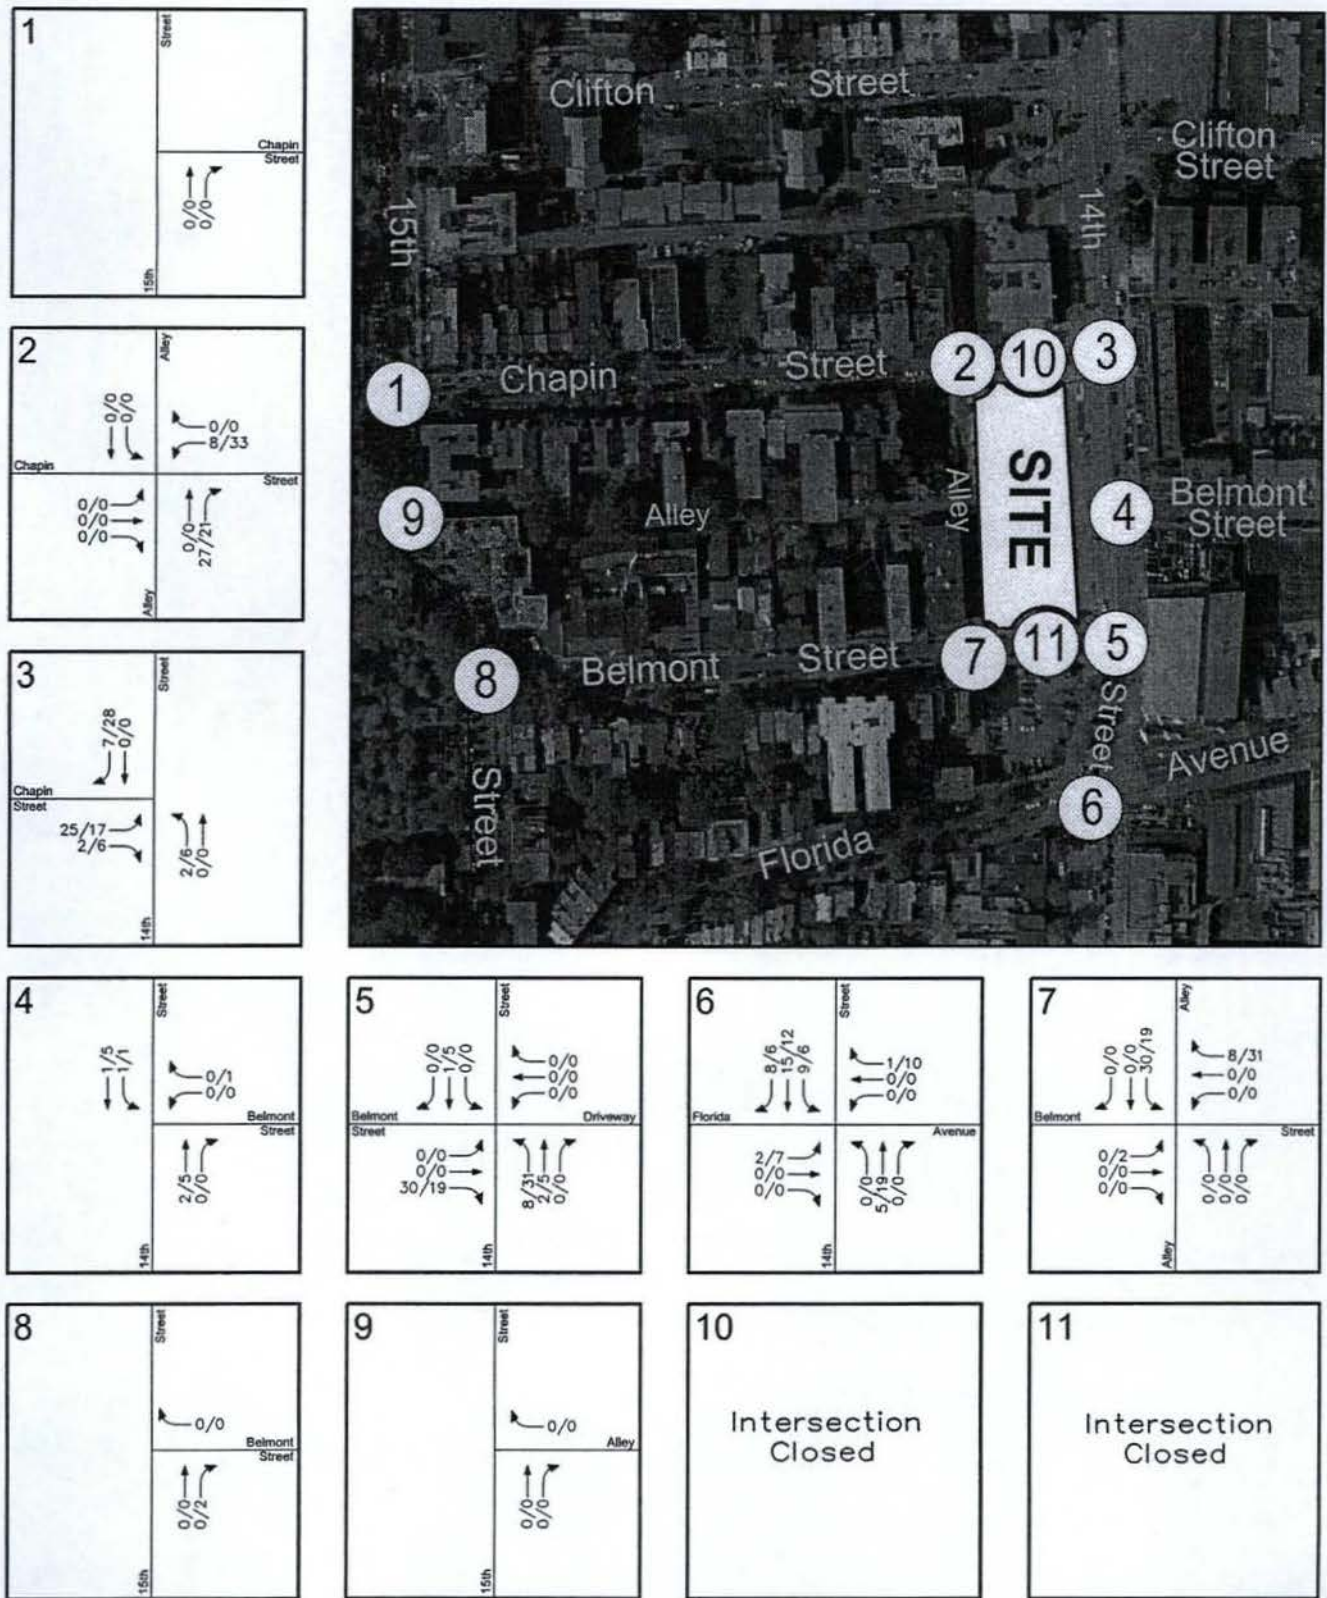 1
Street
Chapin
Street
0/0
0/0
15th
2
Alley
0/0
0/0
0/0
8/33
Chapin
Street
0/0
0/0
0/0
0/0
27/21
Alley
3
Street
7/28
0/0
Chapin
Street
25/17
2/6
2/6
0/0
14th
Clifton Street
Clifton
Street
15th
14th
1
Chapin Street
2
10
3
SITE
9
Alley
Alley
4
Belmont
Street
8
Belmont Street
7
11
5
Street
Street
Avenue
6
Florida
4
Street
1/5
1/1
0/1
0/0
Belmont
Street
2/5
0/0
14th
5
Street
0/0
1/5
0/0
0/0
0/0
0/0
Belmont
Driveway
Street
0/0
0/0
30/19
8/31
2/5
0/0
14th
6
Street
8/6
15/12
9/6
1/10
0/0
0/0
Florida
Avenue
2/7
0/0
0/0
0/0
5/19
0/0
14th
7
Alley
0/0
0/0
30/19
8/31
0/0
0/0
Belmont
Street
0/2
0/0
0/0
0/0
0/0
0/0
Alley
8
Street
0/0
Belmont
Street
0/0
0/2
15th
9
Street
0/0
Alley
0/0
0/0
15th
10
Intersection
Closed
11
Intersection
Closed